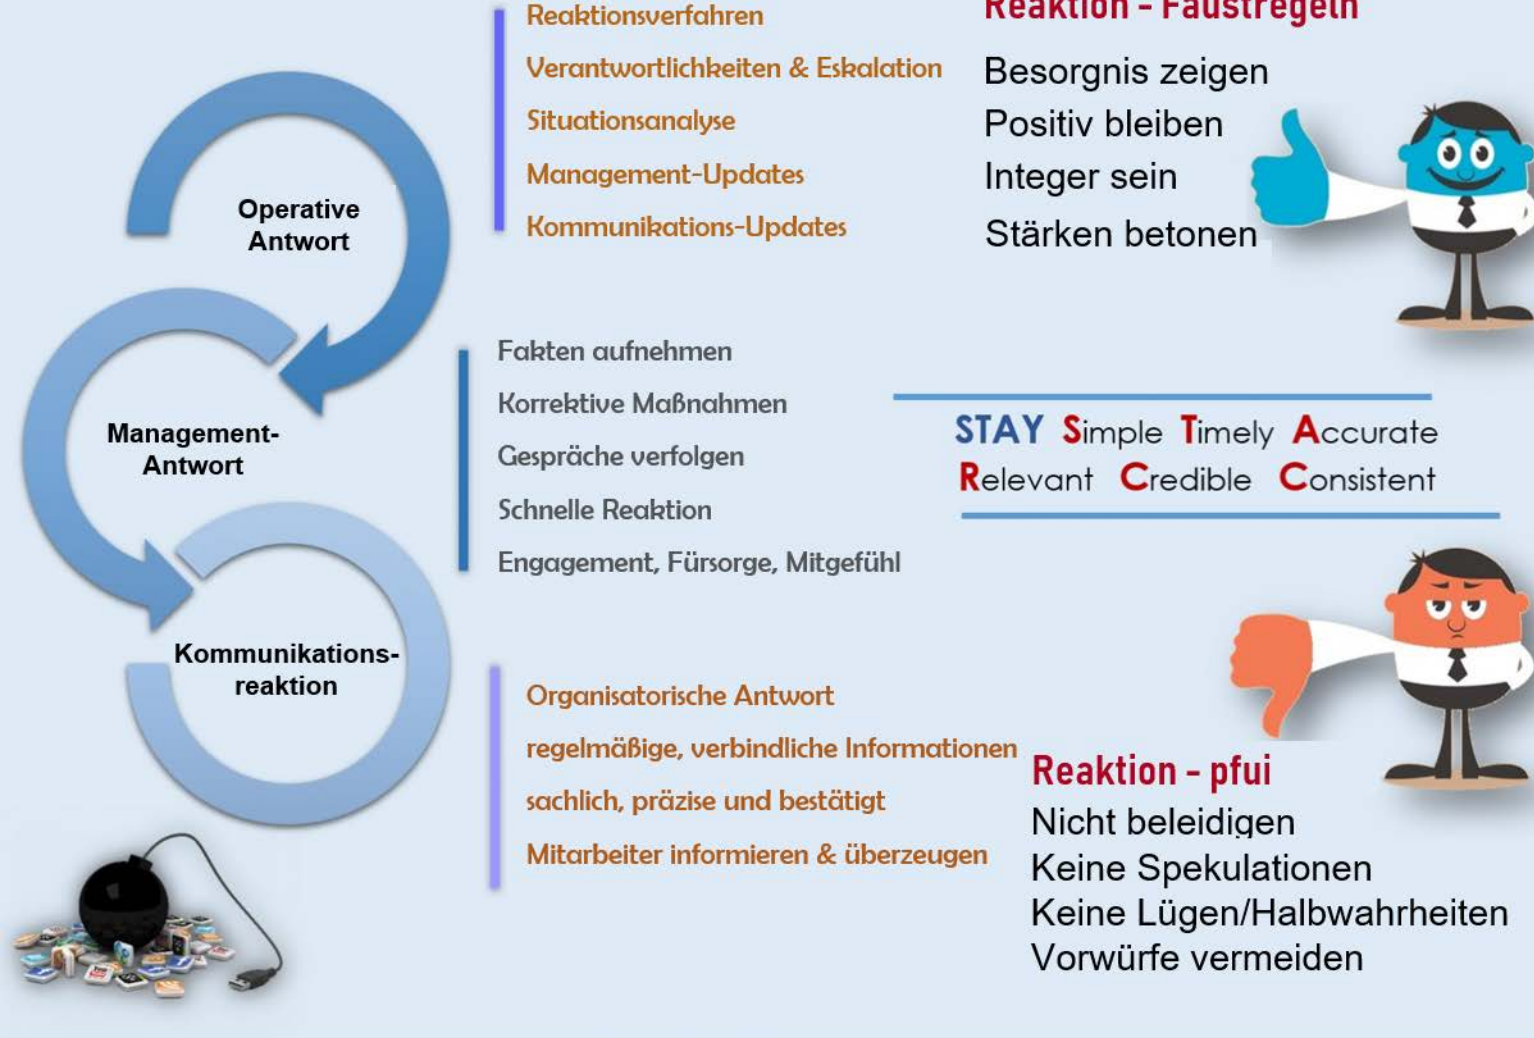 Reaktionsverfahren
Verantwortlichkeiten & Eskalation
Situationsanalyse
Management-Updates
Kommunikations-Updates
Reaktion - Faustregeln
Besorgnis zeigen
Positiv bleiben
Integer sein
Stärken betonen
Operative
Antwort
Fakten aufnehmen
Korrektive Maßnahmen
Gespräche verfolgen
Schnelle Reaktion
Engagement, Fürsorge, Mitgefühl
Management-
Antwort
STAY Simple Timely Accurate
Relevant Credible Consistent
Kommunikations-
reaktion
Organisatorische Antwort
regelmäßige, verbindliche Informationen
sachlich, präzise und bestätigt
Mitarbeiter informieren & überzeugen
Reaktion - pfui
Nicht beleidigen
Keine Spekulationen
Keine Lügen/Halbwahrheiten
Vorwürfe vermeiden